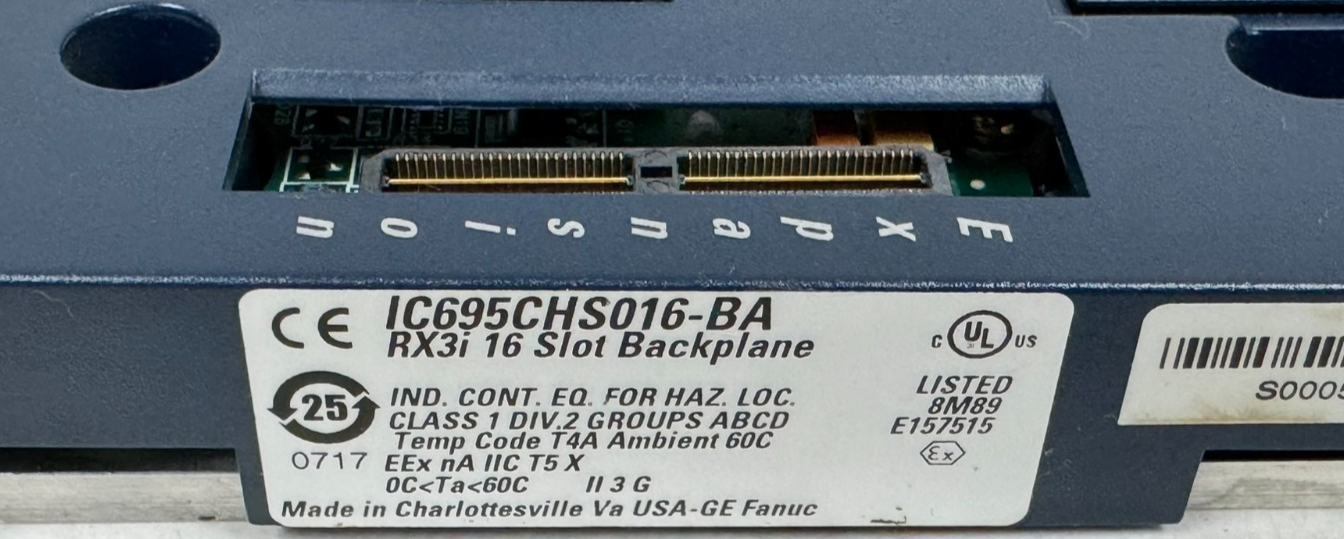 Expansion
CE
IC695CHS016-BA
RX3i 16 Slot Backplane
C UL US
LISTED
8M89
E157515
Ex
25
0717
IND. CONT. EQ. FOR HAZ. LOC.
CLASS 1 DIV.2 GROUPS ABCD
Temp Code T4A Ambient 60C
EEx nA IIC T5 X
0C<Ta<60C II 3 G
Made in Charlottesville Va USA-GE Fanuc